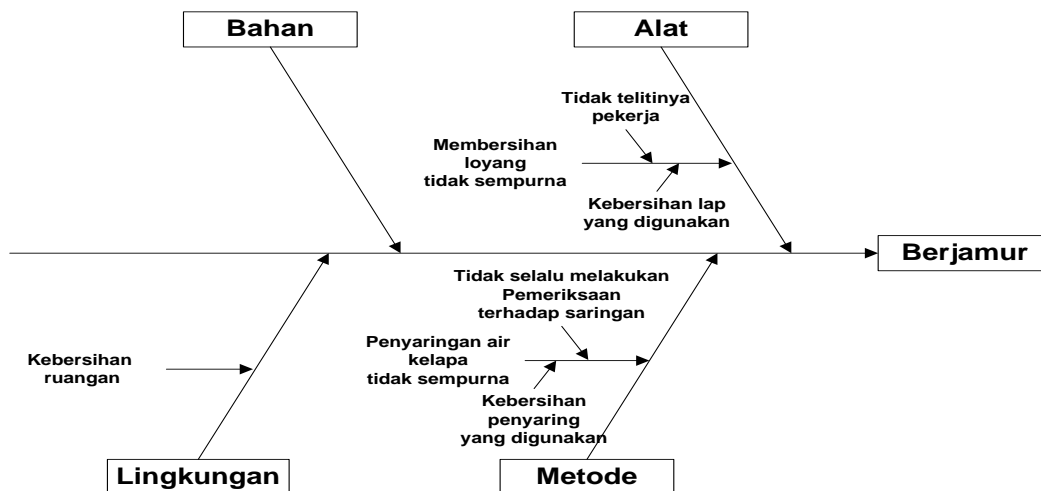 Bahan
Alat
Tidak telitinya
pekerja
Membersihan
loyang
tidak sempurna
Kebersihan lap
yang digunakan
Berjamur
Tidak selalu melakukan
Pemeriksaan
terhadap saringan
Penyaringan air
kelapa
tidak sempurna
Kebersihan
ruangan
Kebersihan
penyaring
yang digunakan
Lingkungan
Metode